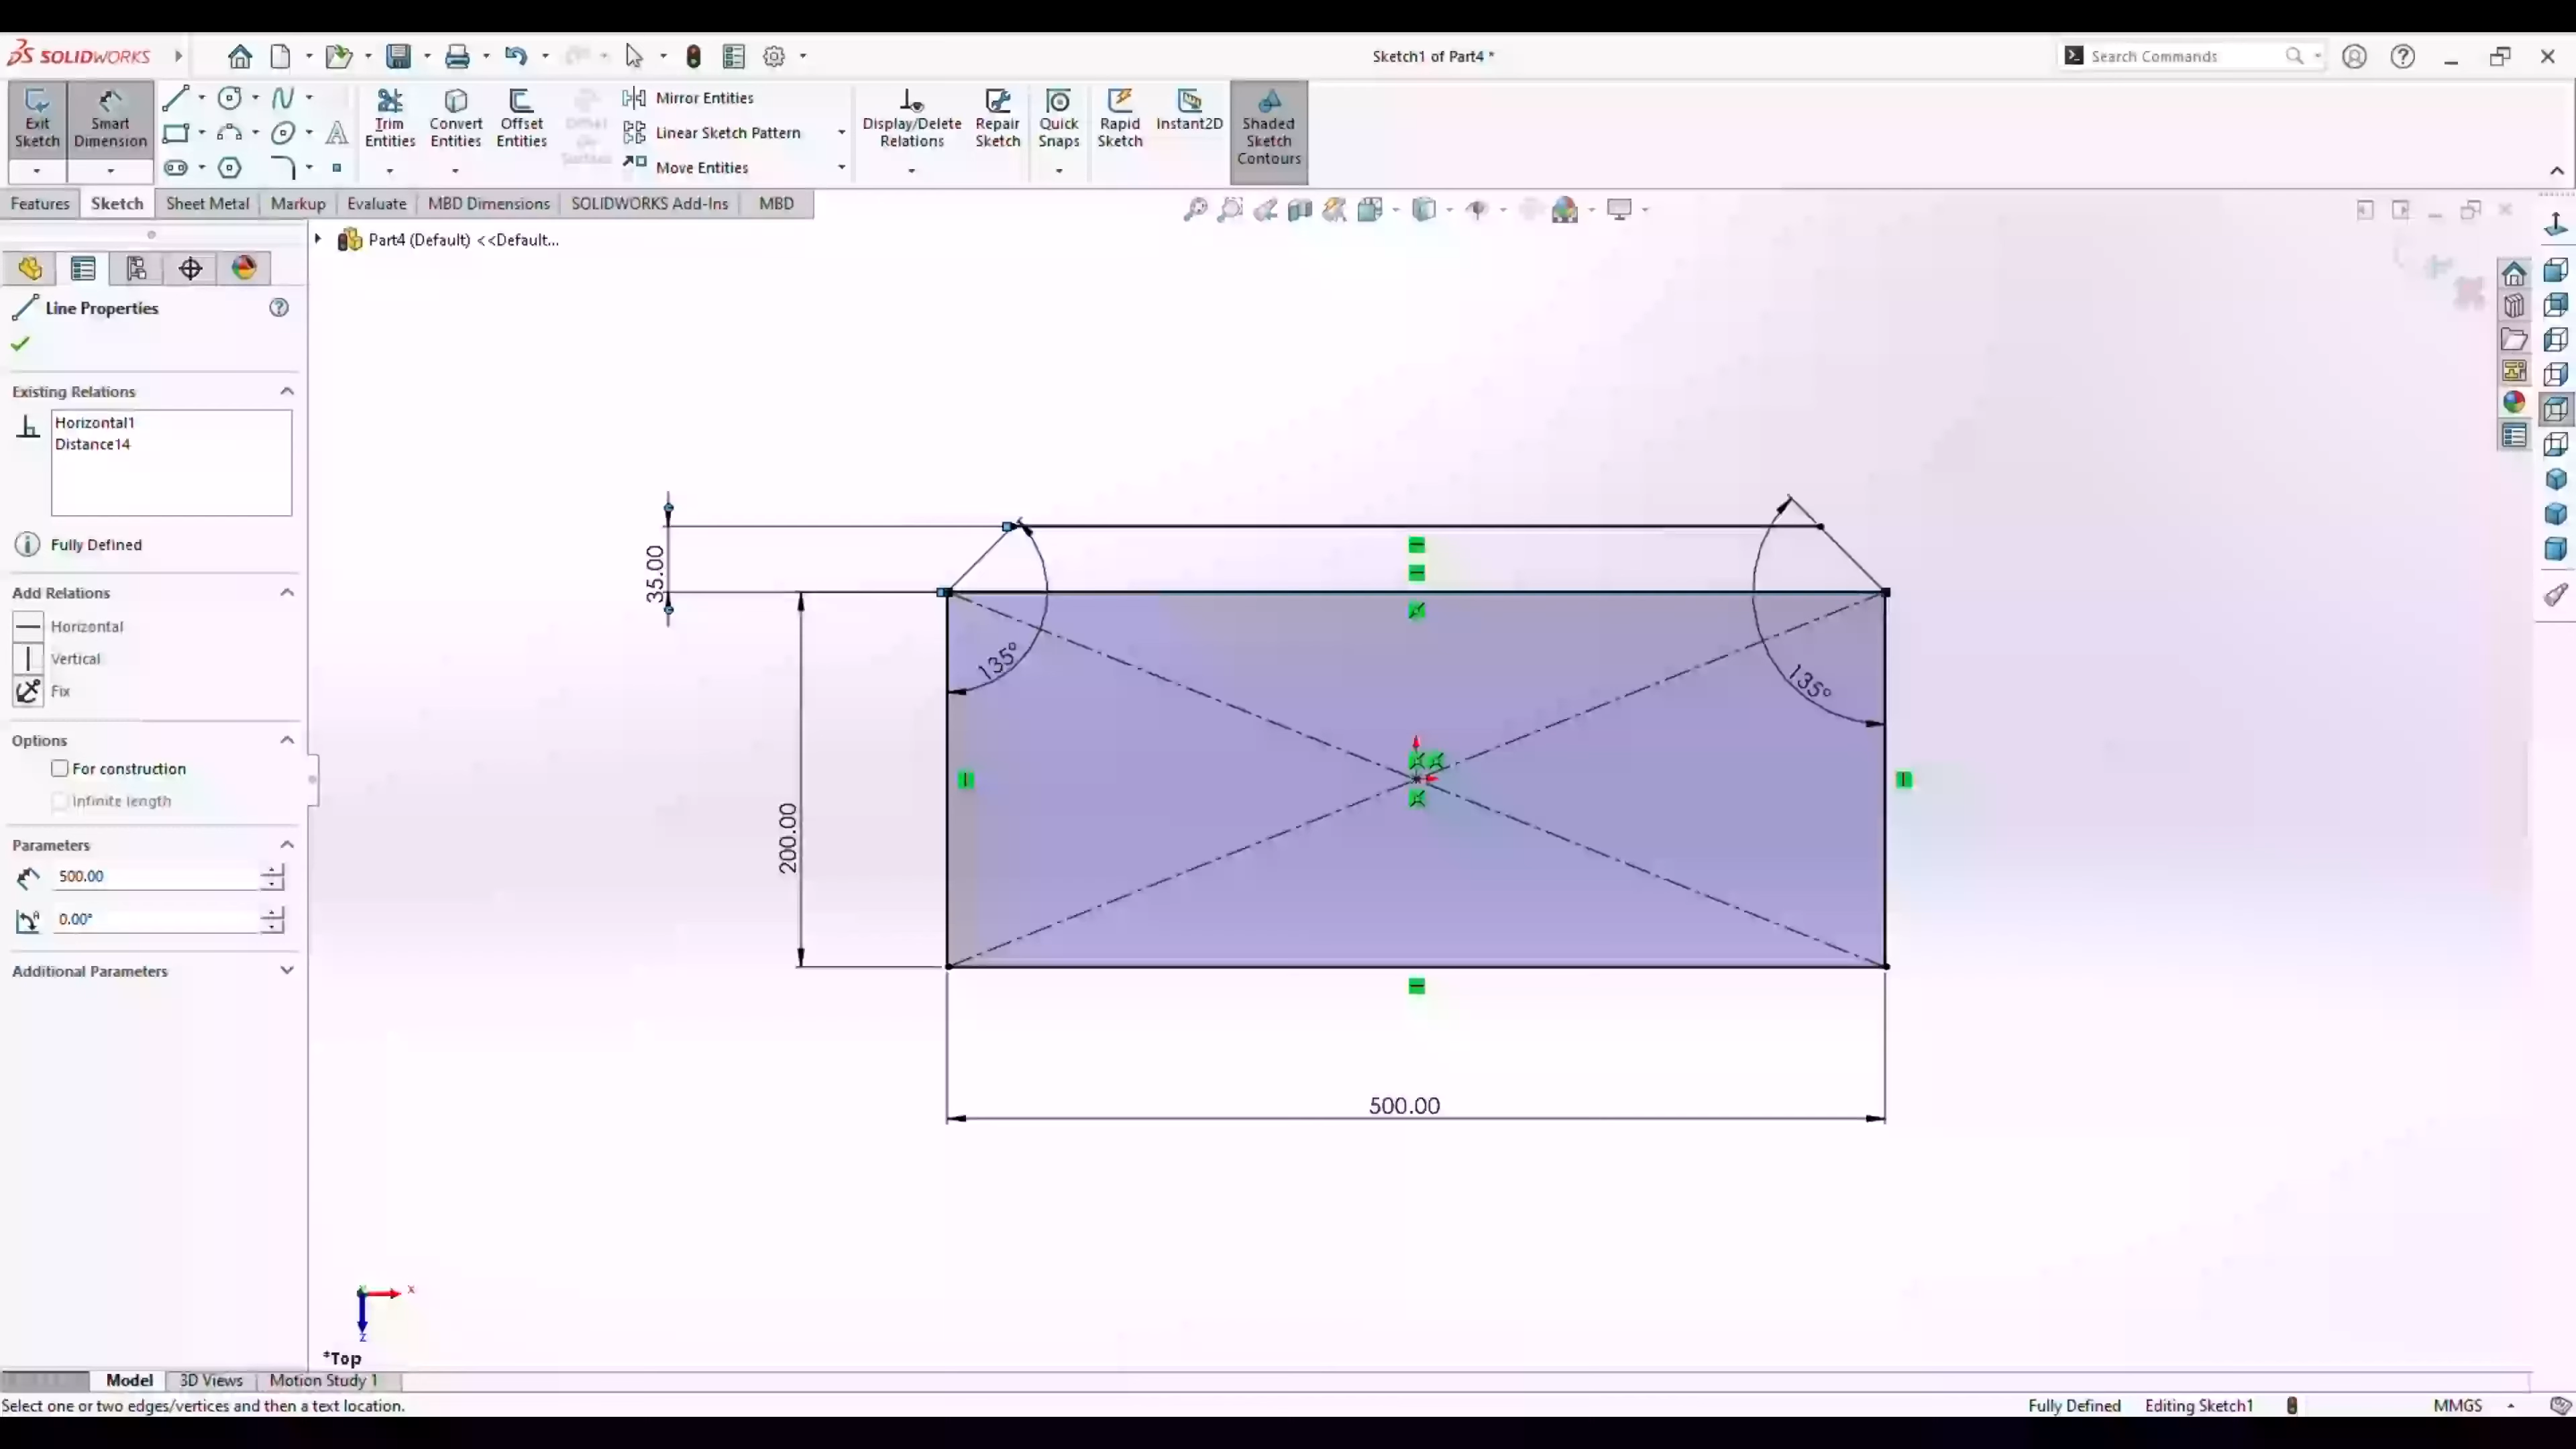 SOLIDWORKS
Sketch1 of Part4 *
Search Commands
Exit Sketch
Smart Dimension
Trim Entities
Convert Entities
Offset Entities
Mirror Entities
Linear Sketch Pattern
Move Entities
Display/Delete Relations
Repair Sketch
Quick Snaps
Rapid Sketch
Instant2D
Shaded Sketch Contours
Features
Sketch
Sheet Metal
Markup
Evaluate
MBD Dimensions
SOLIDWORKS Add-Ins
MBD
Part4 (Default) <<Default...
Line Properties
Existing Relations
Horizontal1
Distance14
Fully Defined
Add Relations
Horizontal
Vertical
Fix
Options
For construction
Infinite length
Parameters
500.00
0.00°
Additional Parameters
35.00
135°
135°
200.00
500.00
x
z
*Top
Model
3D Views
Motion Study 1
Select one or two edges/vertices and then a text location.
Fully Defined
Editing Sketch1
MMGS